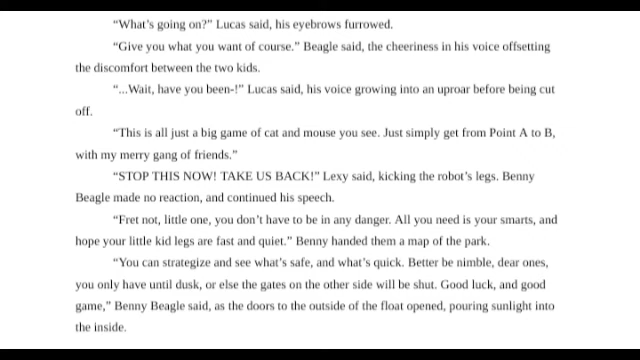 “What’s going on?” Lucas said, his eyebrows furrowed.
“Give you what you want of course.” Beagle said, the cheeriness in his voice offsetting
the discomfort between the two kids.
“...Wait, have you been-!” Lucas said, his voice growing into an uproar before being cut
off.
“This is all just a big game of cat and mouse you see. Just simply get from Point A to B,
with my merry gang of friends.”
“STOP THIS NOW! TAKE US BACK!” Lexy said, kicking the robot’s legs. Benny
Beagle made no reaction, and continued his speech.
“Fret not, little one, you don’t have to be in any danger. All you need is your smarts, and
hope your little kid legs are fast and quiet.” Benny handed them a map of the park.
“You can strategize and see what’s safe, and what’s quick. Better be nimble, dear ones,
you only have until dusk, or else the gates on the other side will be shut. Good luck, and good
game,” Benny Beagle said, as the doors to the outside of the float opened, pouring sunlight into
the inside.